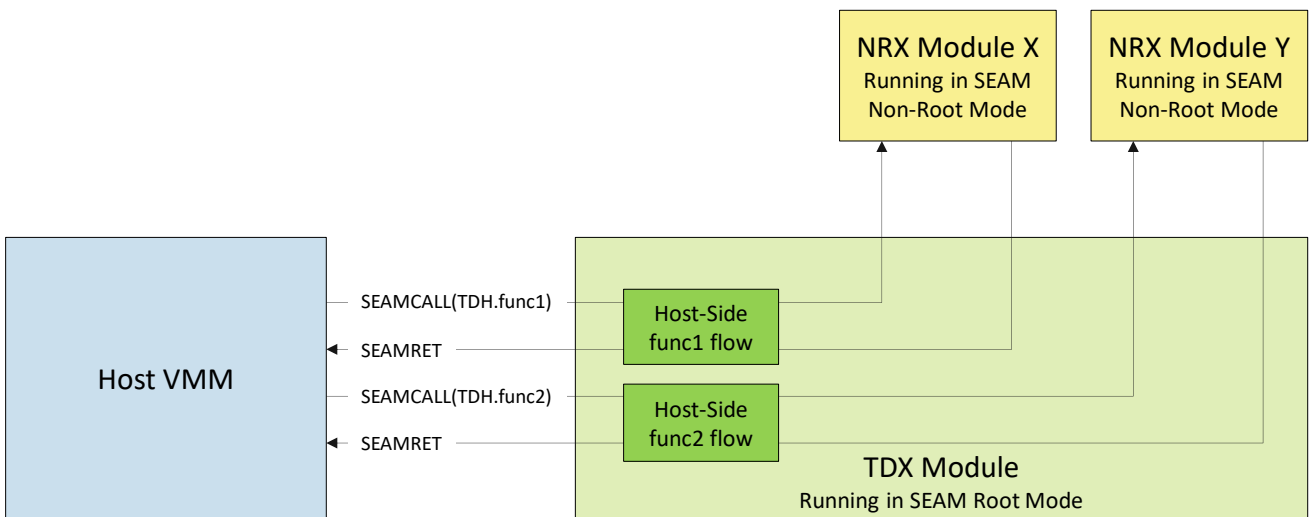 NRX Module X
Running in SEAM
Non-Root Mode
NRX Module Y
Running in SEAM
Non-Root Mode
Host VMM
SEAMCALL(TDH.func1)
SEAMRET
SEAMCALL(TDH.func2)
SEAMRET
Host-Side
func1 flow
Host-Side
func2 flow
TDX Module
Running in SEAM Root Mode